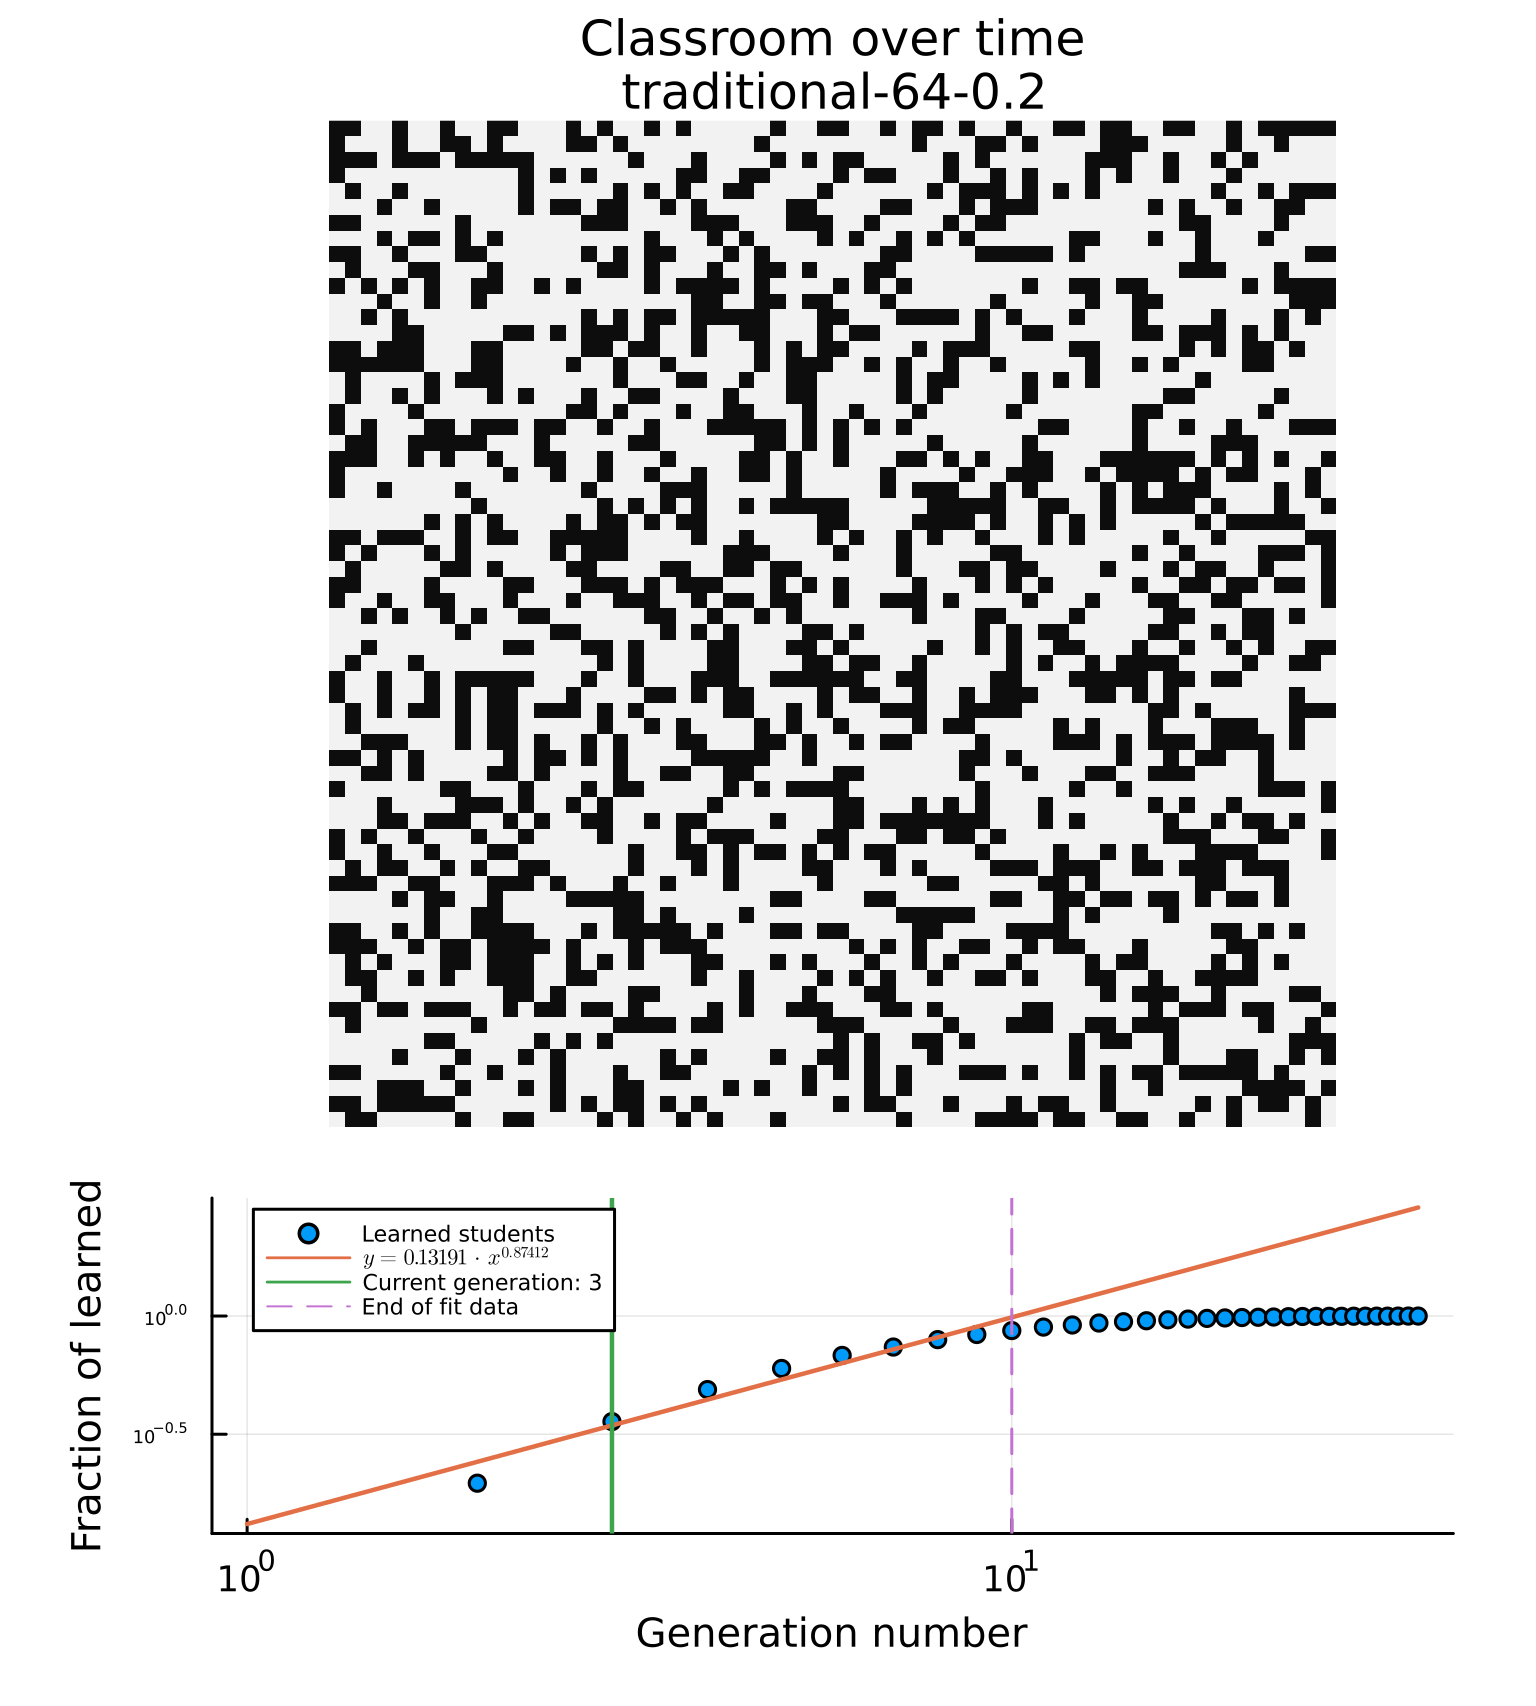 Classroom over time
traditional-64-0.2
Fraction of learned
Learned students
y = 0.13191 · x^0.87412
Current generation: 3
End of fit data
10^0.0
10^−0.5
10^0
10^1
Generation number